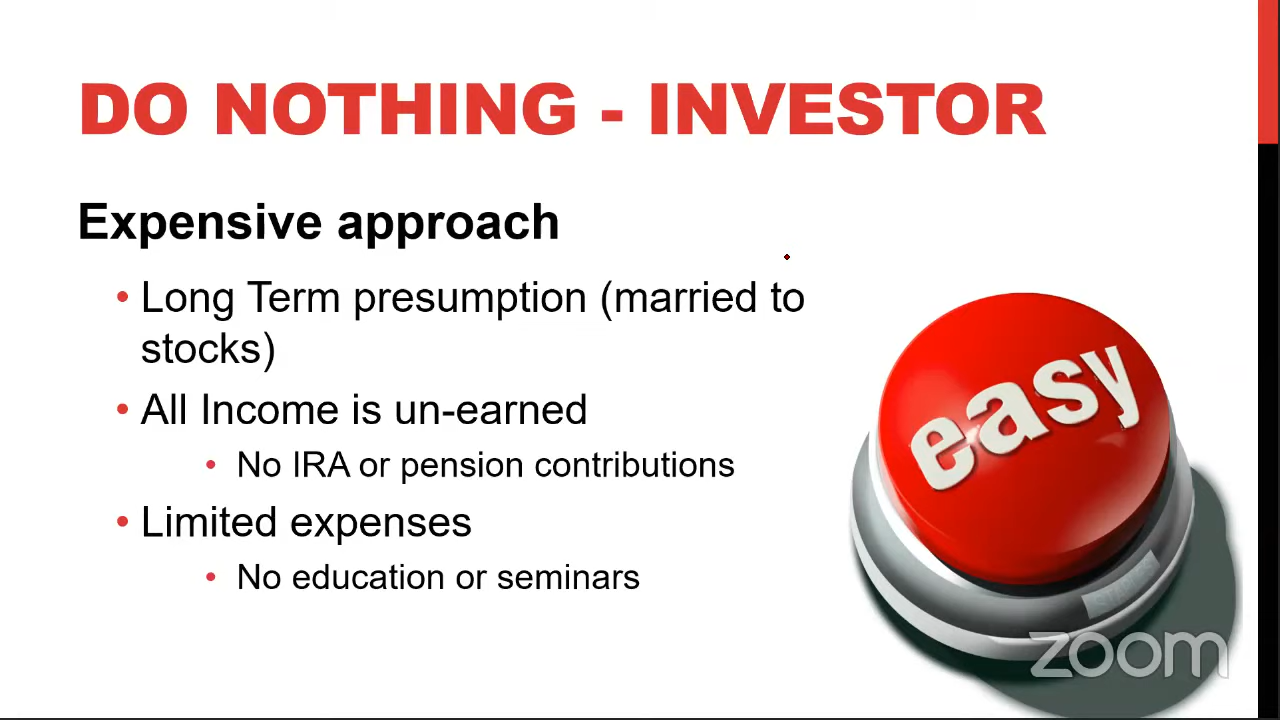 DO NOTHING - INVESTOR
Expensive approach
• Long Term presumption (married to
stocks)
• All Income is un-earned
• No IRA or pension contributions
• Limited expenses
• No education or seminars
easy
zoom